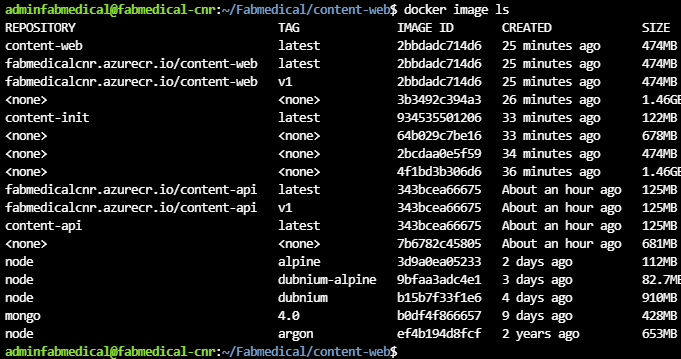 adminfabmedical@fabmedical-cnr:~/Fabmedical/content-web$ docker image ls
REPOSITORY TAG IMAGE ID CREATED SIZE
content-web latest 2bbdadc714d6 25 minutes ago 474MB
fabmedicalcnr.azurecr.io/content-web latest 2bbdadc714d6 25 minutes ago 474MB
fabmedicalcnr.azurecr.io/content-web v1 2bbdadc714d6 25 minutes ago 474MB
<none> <none> 3b3492c394a3 26 minutes ago 1.46GB
content-init latest 934535501206 33 minutes ago 122MB
<none> <none> 64b029c7be16 33 minutes ago 678MB
<none> <none> 2bcdaa0e5f59 34 minutes ago 474MB
<none> <none> 4f1bd3b306d6 36 minutes ago 1.46GB
fabmedicalcnr.azurecr.io/content-api latest 343bcea66675 About an hour ago 125MB
fabmedicalcnr.azurecr.io/content-api v1 343bcea66675 About an hour ago 125MB
content-api latest 343bcea66675 About an hour ago 125MB
<none> <none> 7b6782c45805 About an hour ago 681MB
node alpine 3d9a0ea05233 2 days ago 112MB
node dubnium-alpine 9bfaa3adc4e1 3 days ago 82.7MB
node dubnium b15b7f33f1e6 4 days ago 910MB
mongo 4.0 b0df4f866657 9 days ago 428MB
node argon ef4b194d8fcf 2 years ago 653MB
adminfabmedical@fabmedical-cnr:~/Fabmedical/content-web$